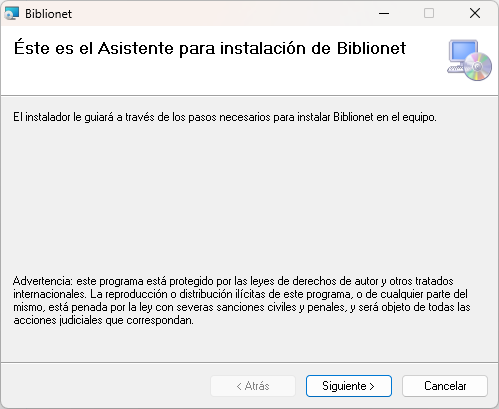 Biblionet
Éste es el Asistente para instalación de Biblionet
El instalador le guiará a través de los pasos necesarios para instalar Biblionet en el equipo.
Advertencia: este programa está protegido por las leyes de derechos de autor y otros tratados
internacionales. La reproducción o distribución ilícitas de este programa, o de cualquier parte del
mismo, está penada por la ley con severas sanciones civiles y penales, y será objeto de todas las
acciones judiciales que correspondan.
< Atrás
Siguiente >
Cancelar